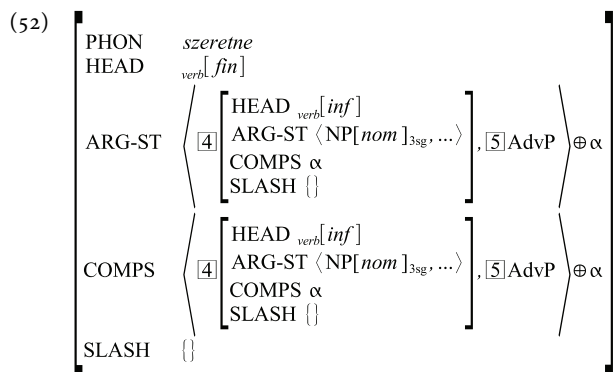 (52)
PHON szeretne
HEAD verb[fin]
HEAD verb[inf]
ARG-ST ⟨NP[nom]3sg, ...⟩
ARG-ST ⟨ 4 , 5 AdvP ⟩ ⊕ α
COMPS α
SLASH {}
HEAD verb[inf]
ARG-ST ⟨NP[nom]3sg, ...⟩
COMPS ⟨ 4 , 5 AdvP ⟩ ⊕ α
COMPS α
SLASH {}
SLASH {}